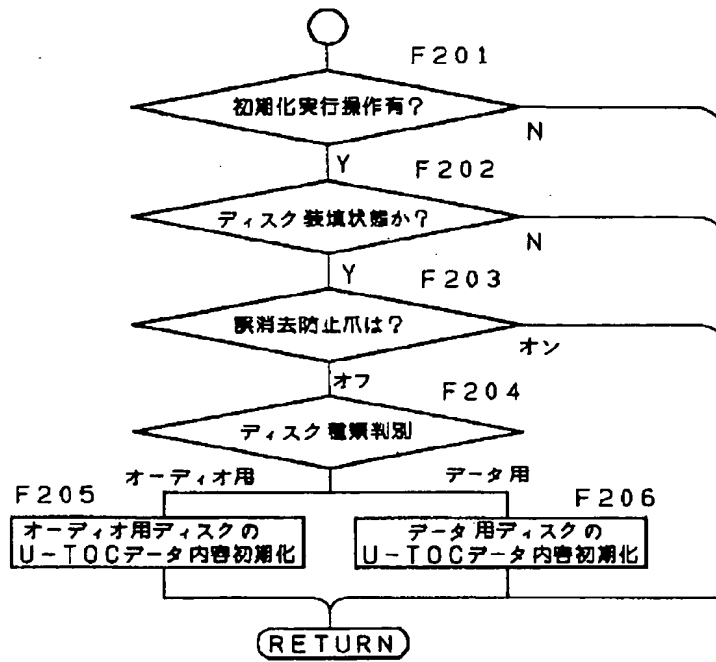 F201
初期化実行操作有?
N
Y
F202
ディスク装填状態か?
N
Y
F203
誤消去防止爪は?
オン
オフ
F204
ディスク種類判別
オーディオ用
データ用
F205
F206
オーディオ用ディスクの
U-TOCデータ内容初期化
データ用ディスクの
U-TOCデータ内容初期化
RETURN